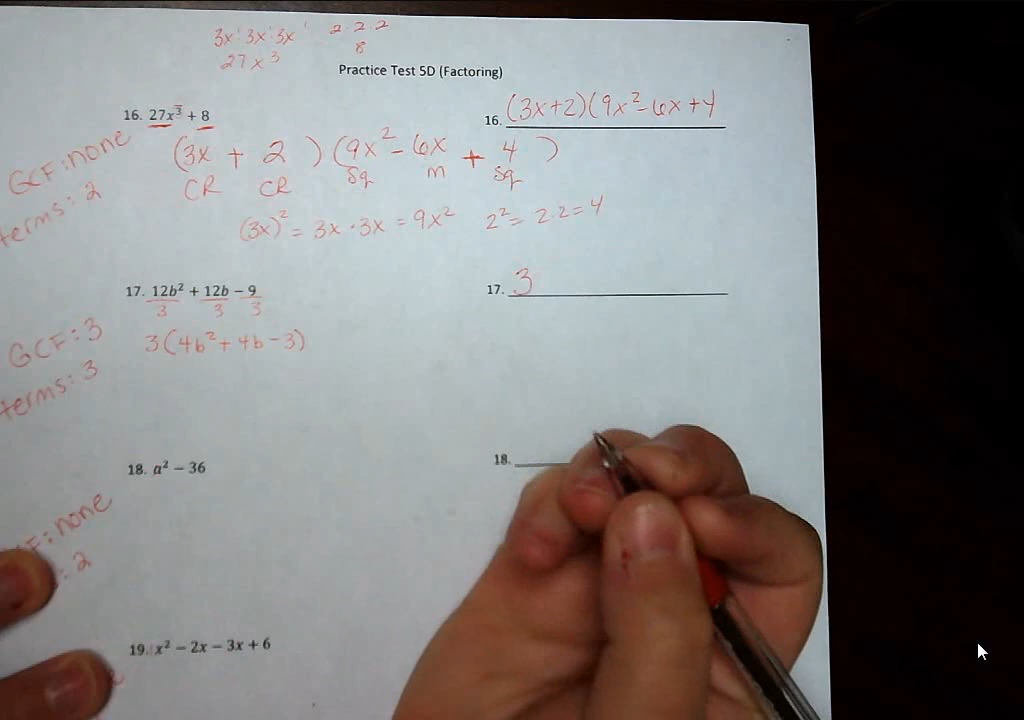 3x · 3x · 3x 2 · 2 · 2
27x³ 8
Practice Test 5D (Factoring)
16. 27x³ + 8
16. (3x+2)(9x²-6x+4
GCF: none
terms: 2
(3x + 2 ) (9x² - 6x + 4 )
CR CR Sq m Sq
(3x)² = 3x · 3x = 9x² 2² = 2·2 = 4
17. 12b² + 12b − 9
3 3 3
17. 3
GCF: 3
terms: 3
3(4b² + 4b - 3)
18. a² − 36
18.
F: none
: 2
19. x² − 2x − 3x + 6